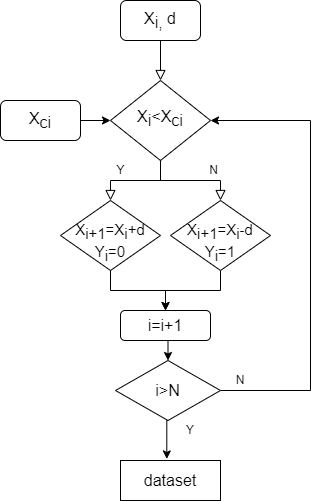 Xi, d
Xi<Xci
Xci
Y
N
Xi+1=Xi+d
Yi=0
Xi+1=Xi-d
Yi=1
i=i+1
i>N
N
Y
dataset